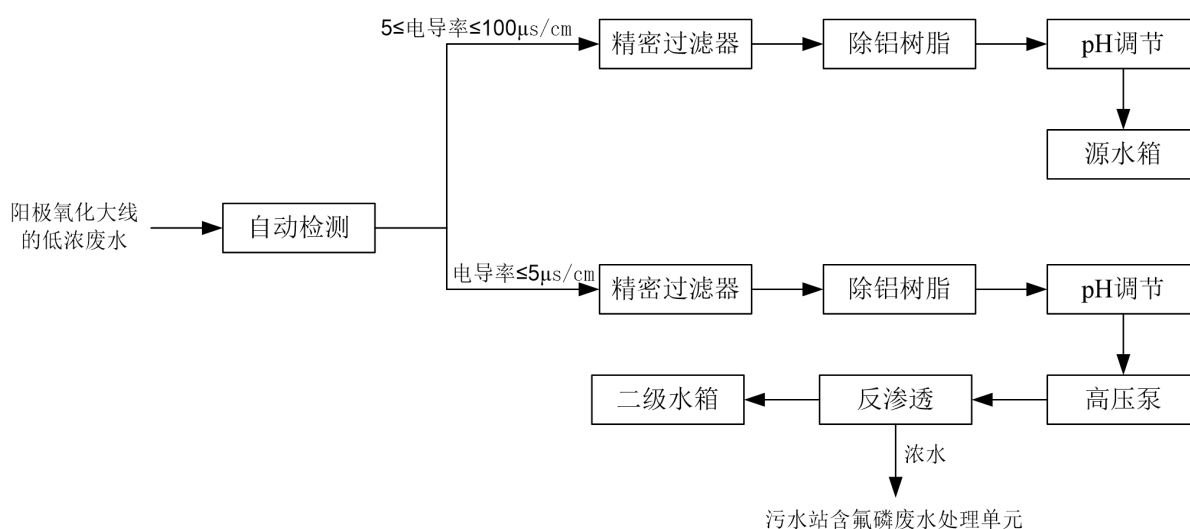 5≤电导率≤100μs/cm
精密过滤器
除铝树脂
pH调节
源水箱
阳极氧化大线
的低浓废水
自动检测
电导率≤5μs/cm
精密过滤器
除铝树脂
pH调节
二级水箱
反渗透
高压泵
浓水
污水站含氟磷废水处理单元